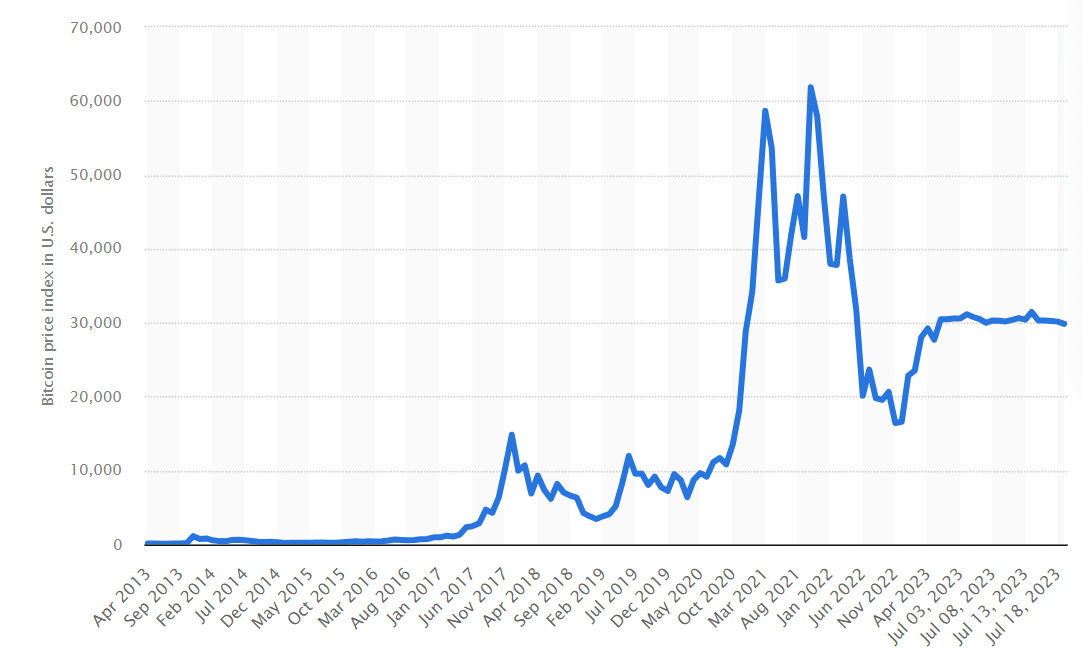 70,000
60,000
50,000
40,000
30,000
20,000
10,000
0
Bitcoin price index in U.S. dollars
Apr 2013
Sep 2013
Feb 2014
Jul 2014
Dec 2014
May 2015
Oct 2015
Mar 2016
Aug 2016
Jan 2017
Jun 2017
Nov 2017
Apr 2018
Sep 2018
Feb 2019
Jul 2019
Dec 2019
May 2020
Oct 2020
Mar 2021
Aug 2021
Jan 2022
Jun 2022
Nov 2022
Apr 2023
Jul 03, 2023
Jul 08, 2023
Jul 13, 2023
Jul 18, 2023